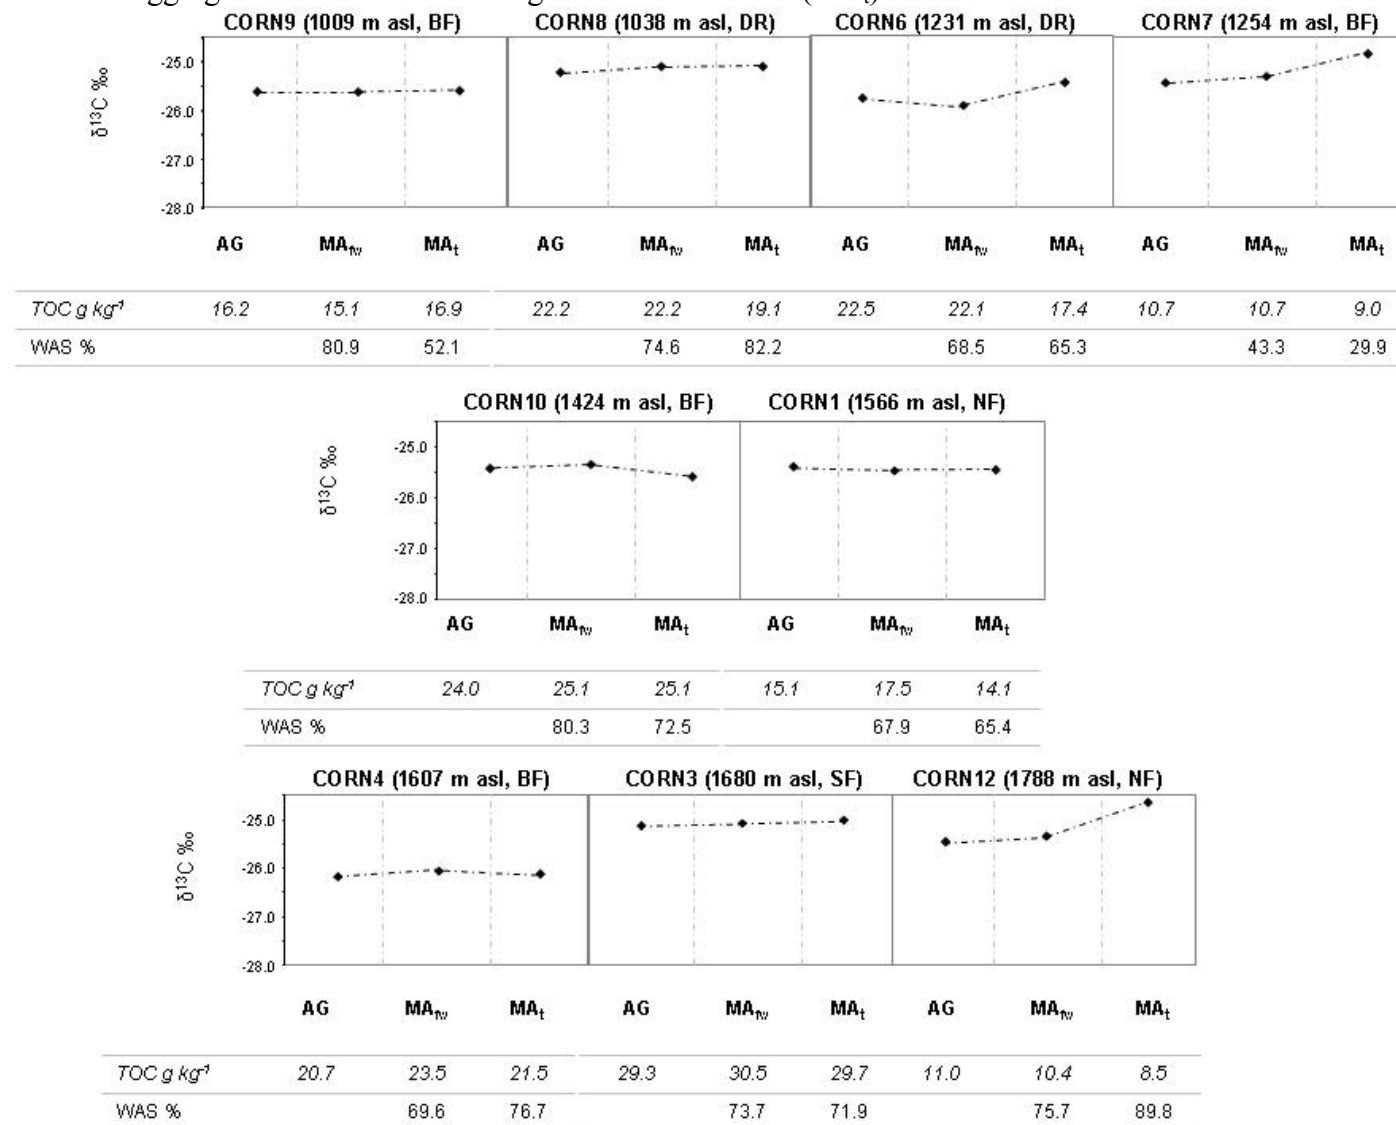 CORN9 (1009 m asl, BF) CORN8 (1038 m asl, DR) CORN6 (1231 m asl, DR) CORN7 (1254 m asl, BF)
δ13C ‰
-25.0
-26.0
-27.0
-28.0
AG MAfw MAt AG MAfw MAt AG MAfw MAt AG MAfw MAt
TOC g kg-1 16.2 15.1 16.9 22.2 22.2 19.1 22.5 22.1 17.4 10.7 10.7 9.0
WAS % 80.9 52.1 74.6 82.2 68.5 65.3 43.3 29.9
CORN10 (1424 m asl, BF) CORN1 (1566 m asl, NF)
δ13C ‰
-25.0
-26.0
-27.0
-28.0
AG MAfw MAt AG MAfw MAt
TOC g kg-1 24.0 25.1 25.1 15.1 17.5 14.1
WAS % 80.3 72.5 67.9 65.4
CORN4 (1607 m asl, BF) CORN3 (1680 m asl, SF) CORN12 (1788 m asl, NF)
δ13C ‰
-25.0
-26.0
-27.0
-28.0
AG MAfw MAt AG MAfw MAt AG MAfw MAt
TOC g kg-1 20.7 23.5 21.5 29.3 30.5 29.7 11.0 10.4 8.5
WAS % 69.6 76.7 73.7 71.9 75.7 89.8